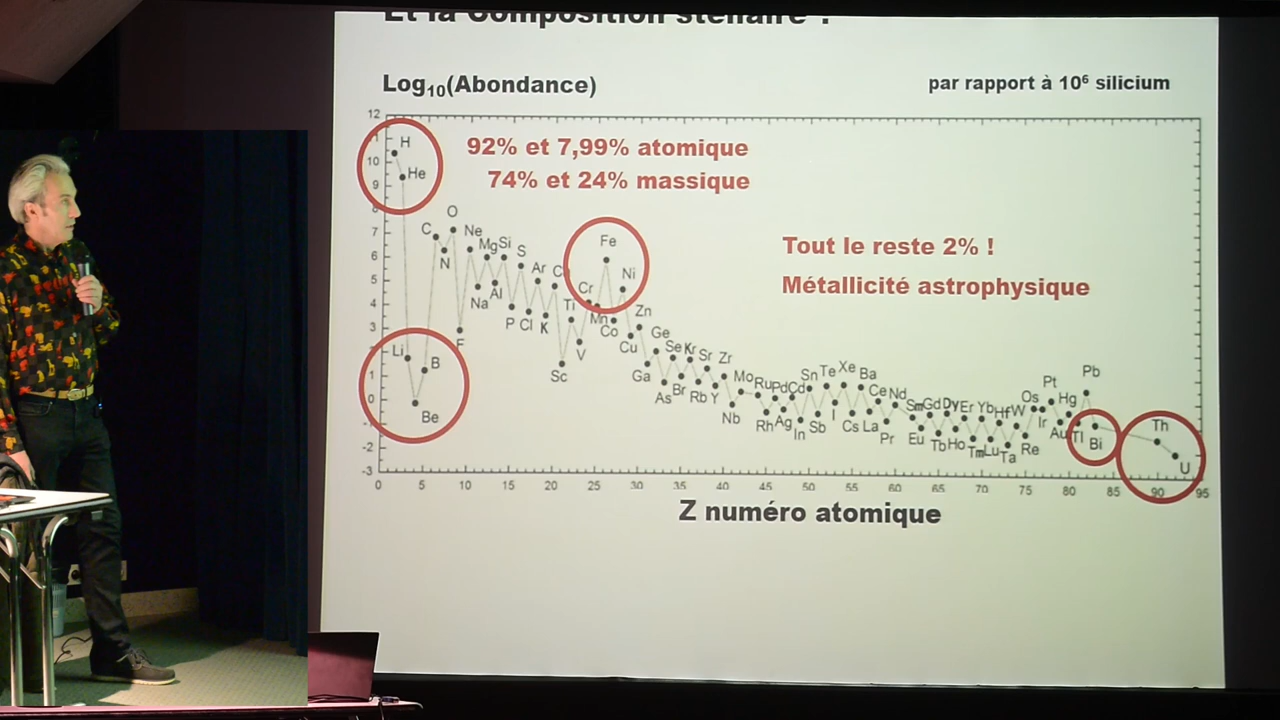 Et la composition stellaire :
Log₁₀(Abondance)
par rapport à 10⁶ silicium
92% et 7,99% atomique
74% et 24% massique
Tout le reste 2% !
Métallicité astrophysique
12
10
9
7
6
5
4
3
1
0
-1
-2
-3
H
He
Li
Be
B
C
N
O
F
Ne
Na
Mg
Al
Si
P
S
Cl
Ar
K
Sc
Ti
V
Cr
Mn
Fe
Co
Ni
Cu
Zn
Ga
Ge
As
Se
Br
Kr
Rb
Sr
Y
Zr
Nb
Mo
Ru
Rh
Pd
Ag
Cd
In
Sn
Sb
Te
I
Xe
Cs
Ba
La
Ce
Pr
Nd
Sm
Eu
Gd
Tb
Dy
Ho
Er
Tm
Yb
Lu
Hf
Ta
W
Re
Os
Ir
Pt
Au
Hg
Tl
Pb
Bi
Th
U
0 5 10 15 20 25 30 35 40 45 50 55 60 65 70 75 80 85 90 95
Z numéro atomique